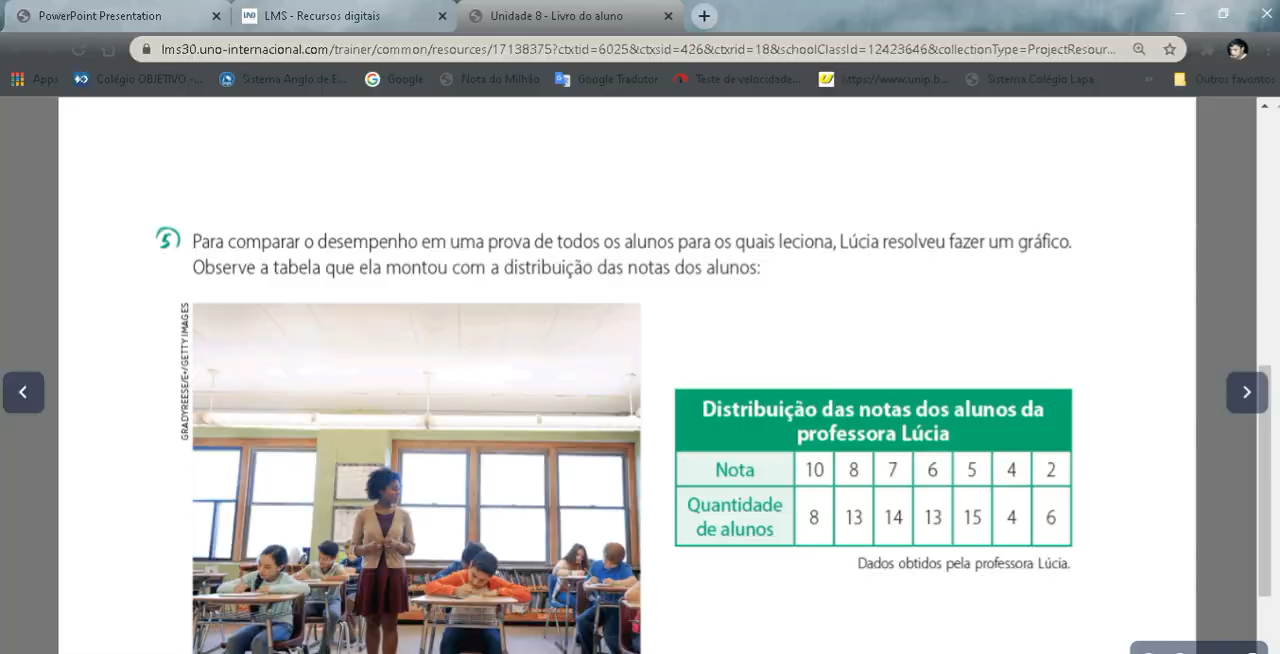 PowerPoint Presentation
LMS - Recursos digitais
Unidade 8 - Livro do aluno
lms30.uno-internacional.com/trainer/common/resources/17138375?ctxtid=6025&ctxsid=426&ctxrid=18&schoolClassId=12423646&collectionType=ProjectResour...
Apps
Colégio OBJETIVO -...
Sistema Anglo de E...
Google
Nota do Milhão
Google Tradutor
Teste de velocidade...
https://www.unip.b...
Sistema Colégio Lapa
Outros favoritos
5 Para comparar o desempenho em uma prova de todos os alunos para os quais leciona, Lúcia resolveu fazer um gráfico.
Observe a tabela que ela montou com a distribuição das notas dos alunos:
GRADYREESE/E+/GETTY IMAGES
Distribuição das notas dos alunos da
professora Lúcia
Nota 10 8 7 6 5 4 2
Quantidade
de alunos 8 13 14 13 15 4 6
Dados obtidos pela professora Lúcia.